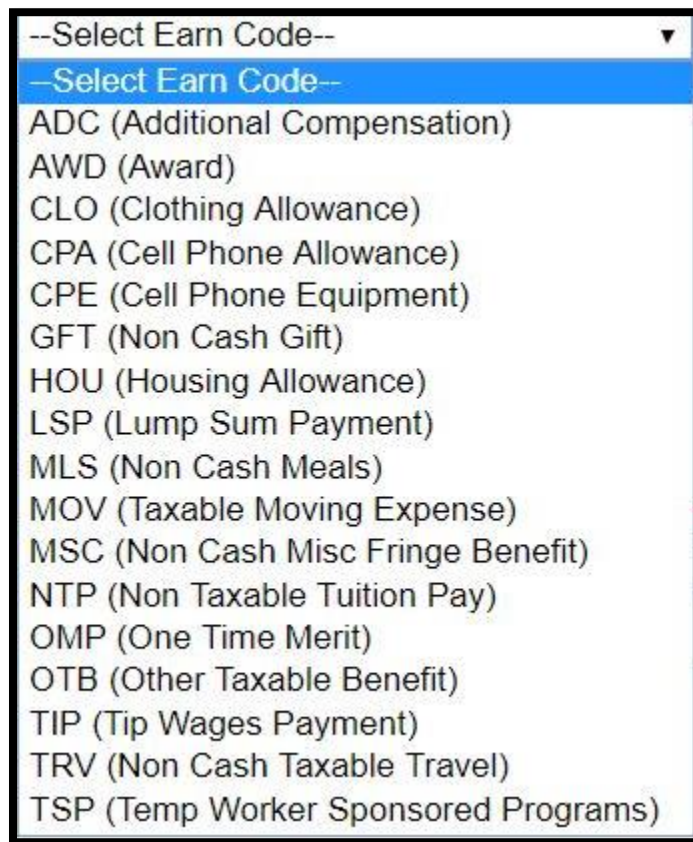 --Select Earn Code--
--Select Earn Code--
ADC (Additional Compensation)
AWD (Award)
CLO (Clothing Allowance)
CPA (Cell Phone Allowance)
CPE (Cell Phone Equipment)
GFT (Non Cash Gift)
HOU (Housing Allowance)
LSP (Lump Sum Payment)
MLS (Non Cash Meals)
MOV (Taxable Moving Expense)
MSC (Non Cash Misc Fringe Benefit)
NTP (Non Taxable Tuition Pay)
OMP (One Time Merit)
OTB (Other Taxable Benefit)
TIP (Tip Wages Payment)
TRV (Non Cash Taxable Travel)
TSP (Temp Worker Sponsored Programs)